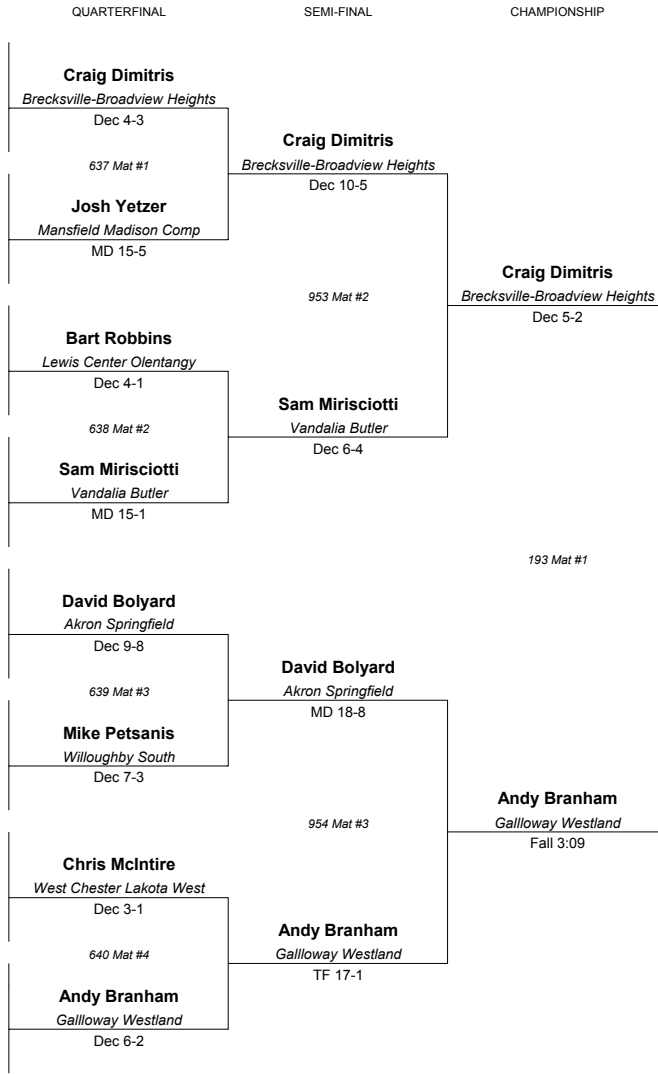 QUARTERFINAL SEMI-FINAL CHAMPIONSHIP
Craig Dimitris
Brecksville-Broadview Heights
Dec 4-3
637 Mat #1
Josh Yetzer
Mansfield Madison Comp
MD 15-5
Craig Dimitris
Brecksville-Broadview Heights
Dec 10-5
Bart Robbins
Lewis Center Olentangy
Dec 4-1
638 Mat #2
Sam Mirisciotti
Vandalia Butler
MD 15-1
953 Mat #2
Sam Mirisciotti
Vandalia Butler
Dec 6-4
Craig Dimitris
Brecksville-Broadview Heights
Dec 5-2
193 Mat #1
David Bolyard
Akron Springfield
Dec 9-8
639 Mat #3
Mike Petsanis
Willoughby South
Dec 7-3
David Bolyard
Akron Springfield
MD 18-8
Chris McIntire
West Chester Lakota West
Dec 3-1
640 Mat #4
Andy Branham
Gallloway Westland
Dec 6-2
954 Mat #3
Andy Branham
Gallloway Westland
TF 17-1
Andy Branham
Gallloway Westland
Fall 3:09